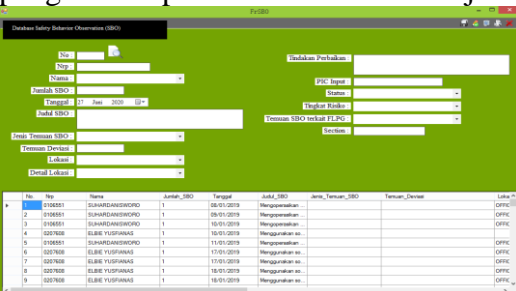 FrSBO
Database Safety Behavior Observation (SBO)
No :
Nrp :
Nama :
Jumlah SBO :
Tanggal : 27 Juni 2020
Judul SBO :
Jenis Temuan SBO :
Temuan Deviasi :
Lokasi :
Detail Lokasi :
Tindakan Perbaikan :
PIC Input :
Status :
Tingkat Risiko :
Temuan SBO terkait FLPG :
Section :
No Nrp Nama Jumlah_SBO Tanggal Judul_SBO Jenis_Temuan_SBO Temuan_Deviasi
1 0106551 SUHARDANISWORO 1 08/01/2019 Mengoperasikan ... OFFIC
2 0106551 SUHARDANISWORO 1 09/01/2019 Mengoperasikan ... OFFIC
3 0106551 SUHARDANISWORO 1 10/01/2019 Mengoperasikan ... OFFIC
4 0207608 ELBIE YUSFIANAS 1 10/01/2019 Menggunakan as...
5 0106551 SUHARDANISWORO 1 11/01/2019 Mengoperasikan ... OFFIC
6 0207608 ELBIE YUSFIANAS 1 17/01/2019 Menggunakan as... OFFIC
7 0207608 ELBIE YUSFIANAS 1 17/01/2019 Menggunakan as... OFFIC
8 0207608 ELBIE YUSFIANAS 1 18/01/2019 Menggunakan as... OFFIC
9 0207608 ELBIE YUSFIANAS 1 18/01/2019 Menggunakan as... OFFIC